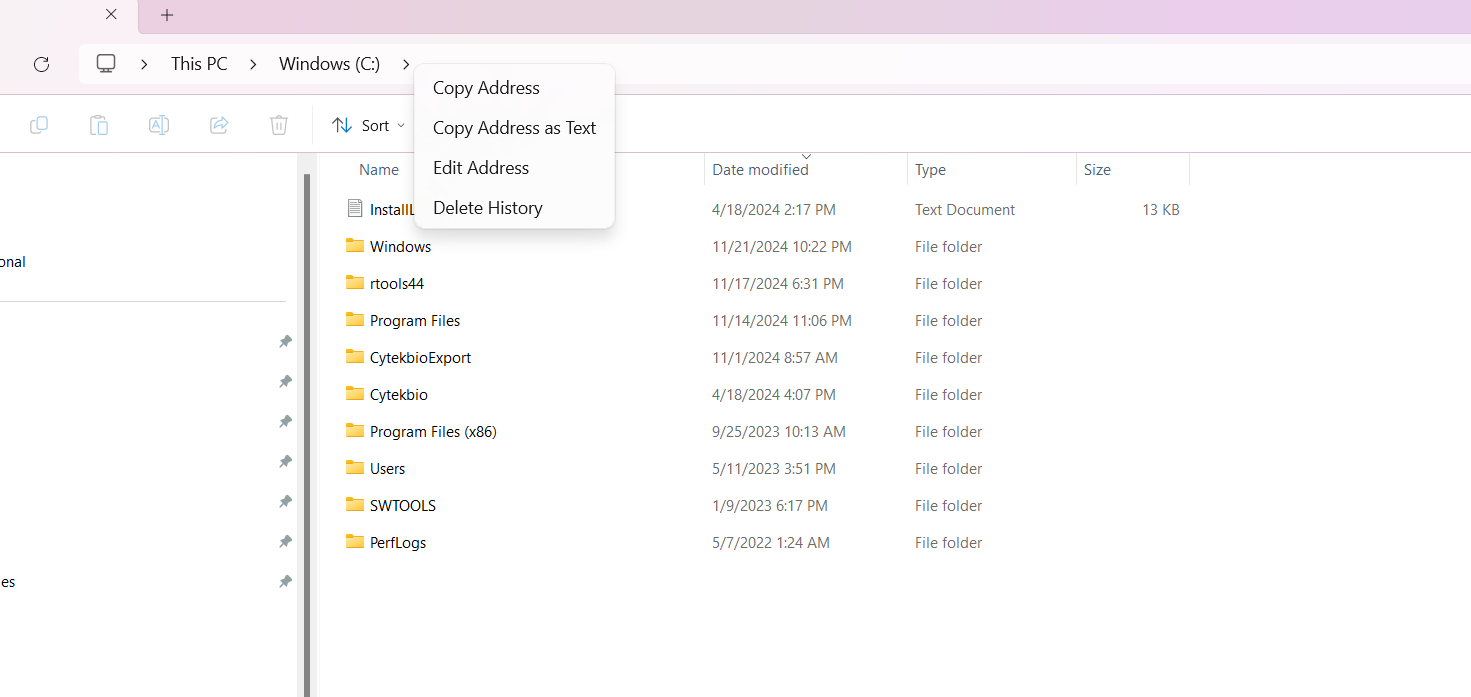 This PC Windows (C:)
Copy Address
Copy Address as Text
Edit Address
Delete History
Sort
Name Date modified Type Size
4/18/2024 2:17 PM Text Document 13 KB
Windows 11/21/2024 10:22 PM File folder
rtools44 11/17/2024 6:31 PM File folder
Program Files 11/14/2024 11:06 PM File folder
CytekbioExport 11/1/2024 8:57 AM File folder
Cytekbio 4/18/2024 4:07 PM File folder
Program Files (x86) 9/25/2023 10:13 AM File folder
Users 5/11/2023 3:51 PM File folder
SWTOOLS 1/9/2023 6:17 PM File folder
PerfLogs 5/7/2022 1:24 AM File folder